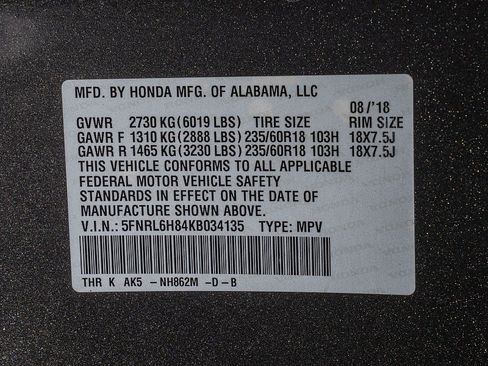 MFD. BY HONDA MFG. OF ALABAMA, LLC
08/'18
GVWR 2730 KG (6019 LBS) TIRE SIZE RIM SIZE
GAWR F 1310 KG (2888 LBS) 235/60R18 103H 18X7.5J
GAWR R 1465 KG (3230 LBS) 235/60R18 103H 18X7.5J
THIS VEHICLE CONFORMS TO ALL APPLICABLE
FEDERAL MOTOR VEHICLE SAFETY
STANDARDS IN EFFECT ON THE DATE OF
MANUFACTURE SHOWN ABOVE.
V.I.N.: 5FNRL6H84KB034135 TYPE: MPV
THR K AK5 -NH862M -D-B